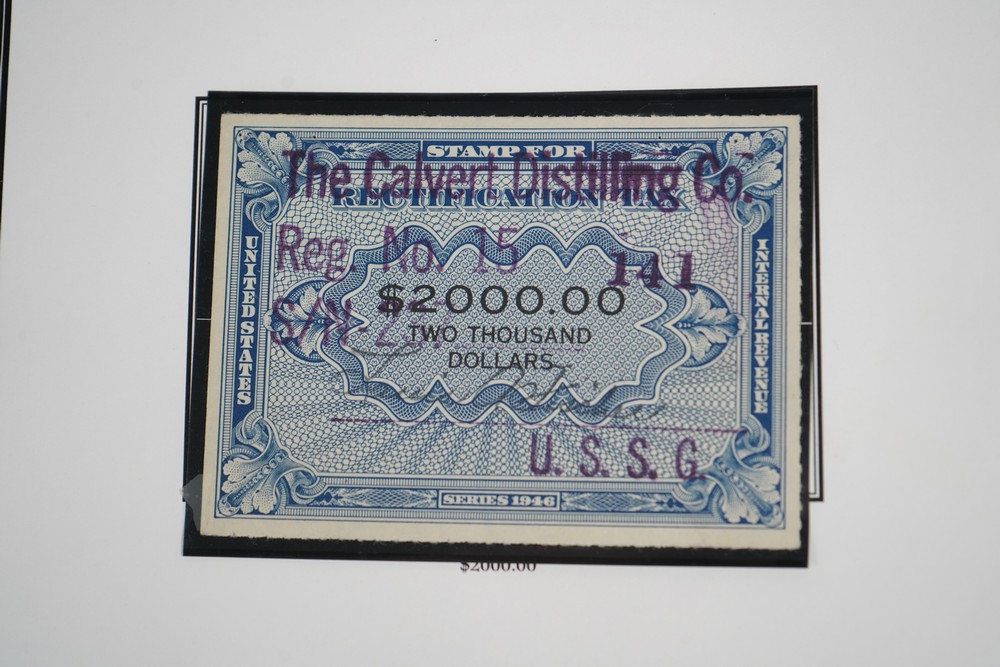 STAMP FOR
The Calvert Distilling Co.
RECTIFICATION TAX
Reg. No. 15
141
UNITED STATES
INTERNAL REVENUE
$2000.00
S/N-
TWO THOUSAND
DOLLARS
U. S. S. G.
SERIES 1946
$2000.00